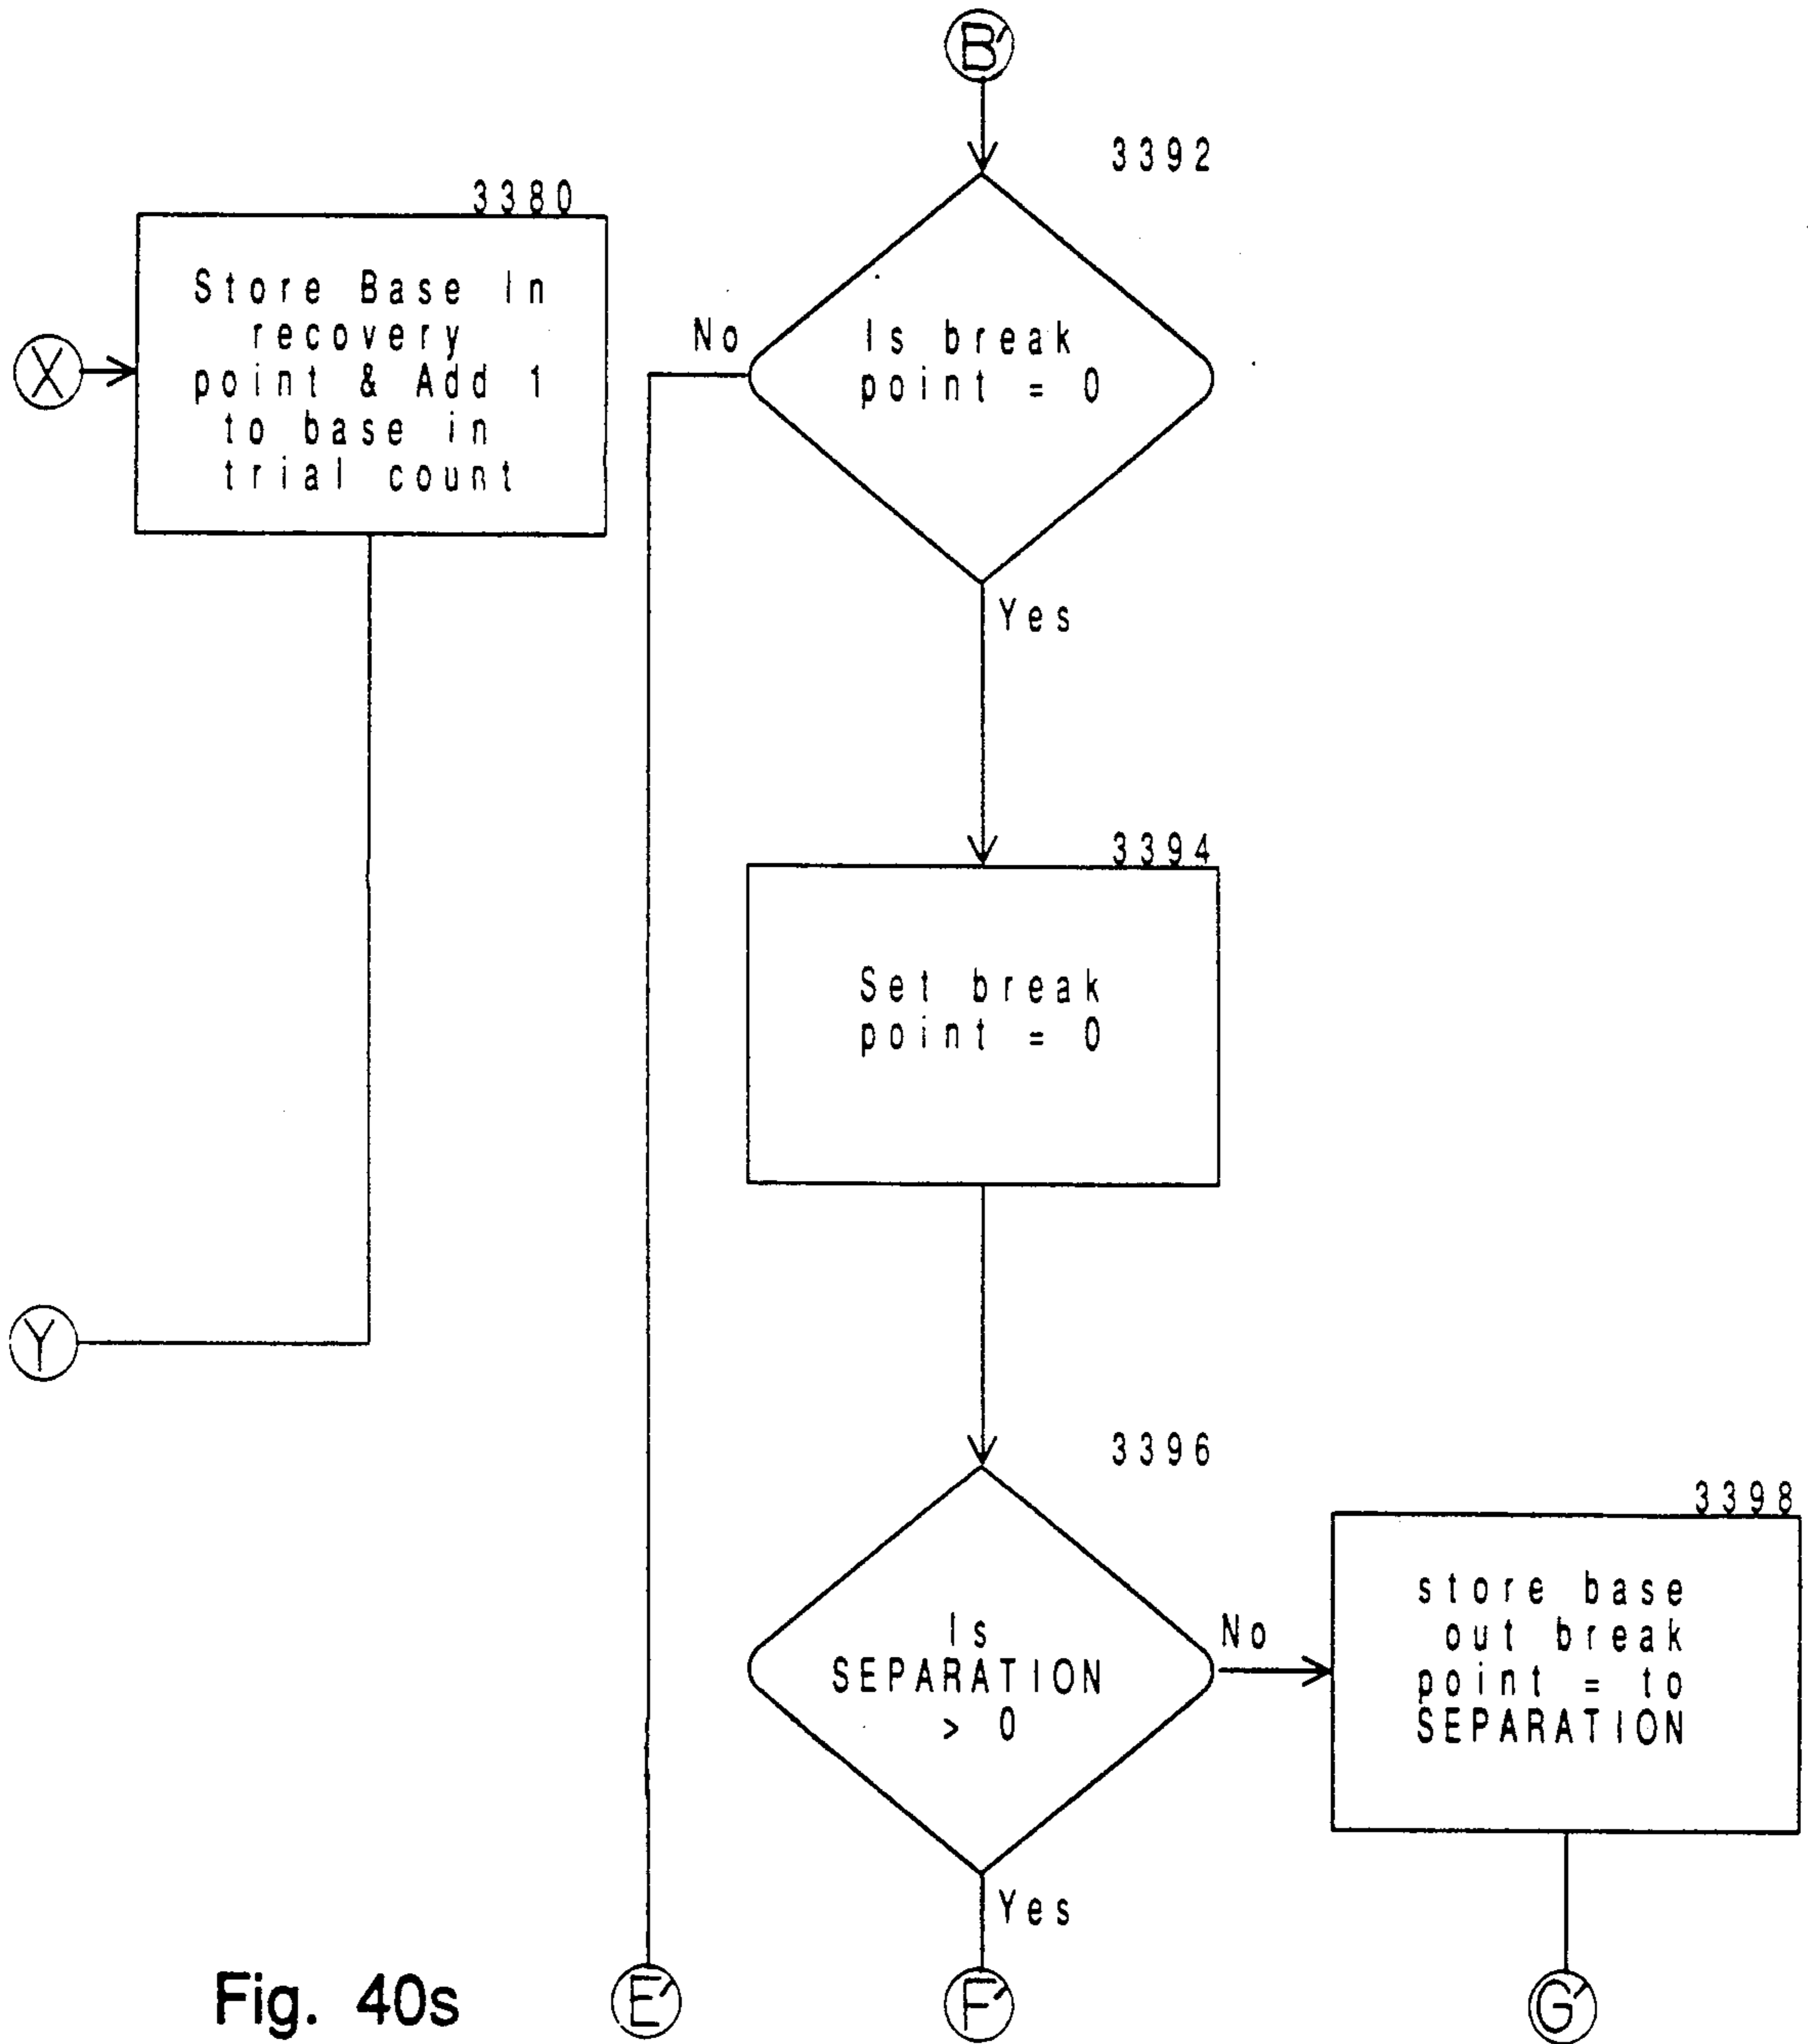 B'
3392
3380
Store Base In
recovery
point & Add 1
to base in
trial count
X
No
Is break
point = 0
Yes
3394
Set break
point = 0
Y
3396
3398
Is
SEPARATION
> 0
No
store base
out break
point = to
SEPARATION
Yes
Fig. 40s
E'
F'
G'